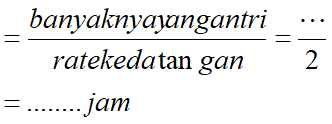 = banyaknyayangantri / ratekedatan gan = ... / 2
= ........ jam